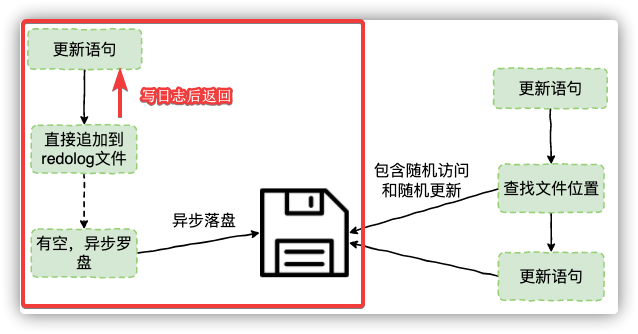 更新语句
写日志后返回
直接追加到
redolog文件
有空，异步罗
盘
异步落盘
包含随机访问
和随机更新
更新语句
查找文件位置
更新语句